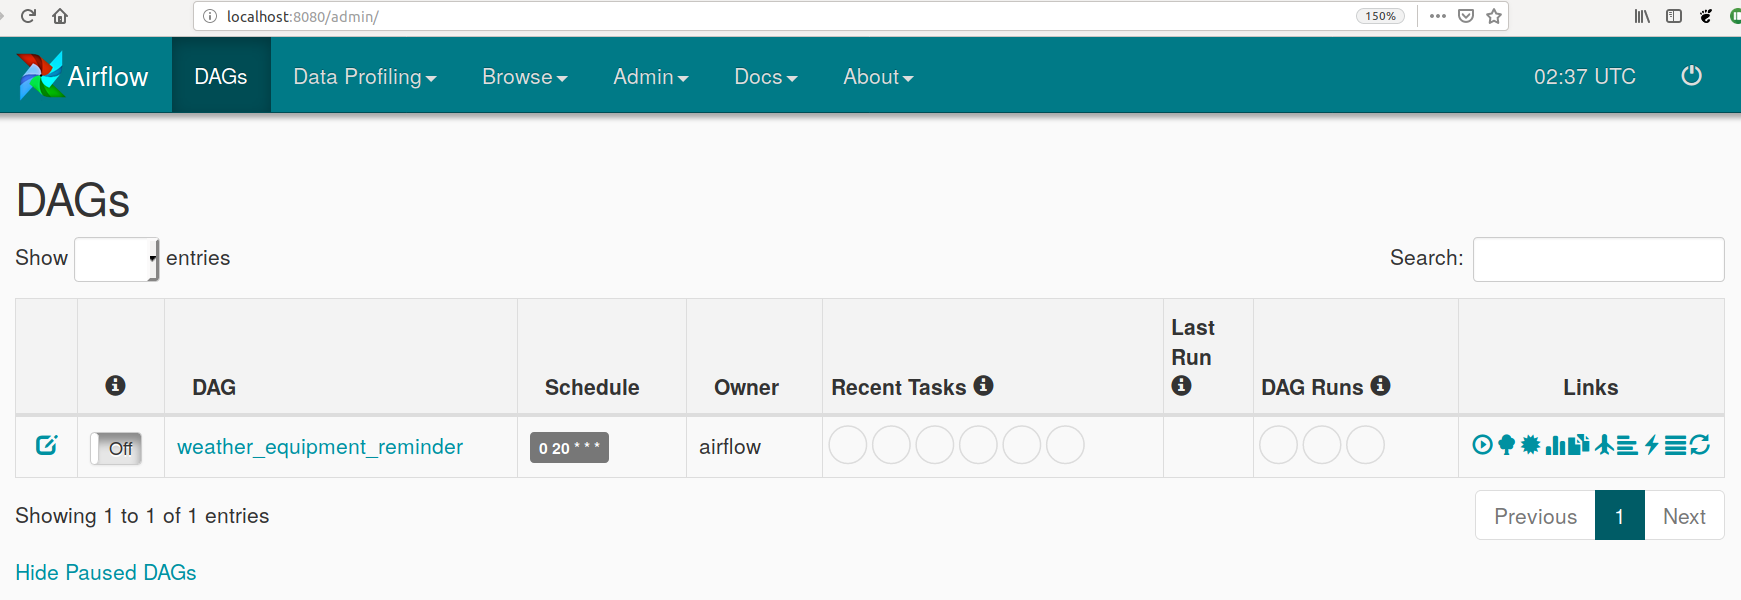 localhost:8080/admin/
150%
Airflow
DAGs
Data Profiling
Browse
Admin
Docs
About
02:37 UTC
DAGs
Show entries
Search:
DAG
Schedule
Owner
Recent Tasks
Last
Run
DAG Runs
Links
Off
weather_equipment_reminder
0 20 * * *
airflow
Showing 1 to 1 of 1 entries
Previous
1
Next
Hide Paused DAGs